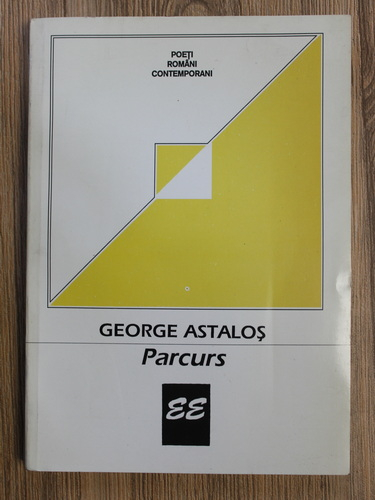 POEȚI
ROMÂNI
CONTEMPORANI
GEORGE ASTALOȘ
Parcurs
EE